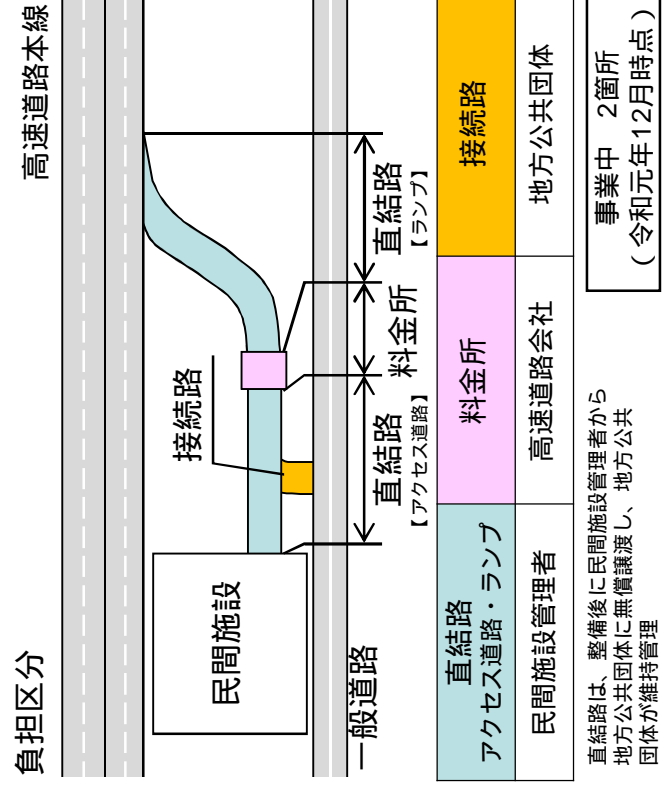 負担区分
高速道路本線
接続路
民間施設
直結路
【アクセス道路】
料金所
直結路
【ランプ】
一般道路
直結路
アクセス道路・ランプ
料金所
接続路
民間施設管理者
高速道路会社
地方公共団体
直結路は、整備後に民間施設管理者から
地方公共団体に無償譲渡し、地方公共
団体が維持管理
事業中 2箇所
(令和元年12月時点)